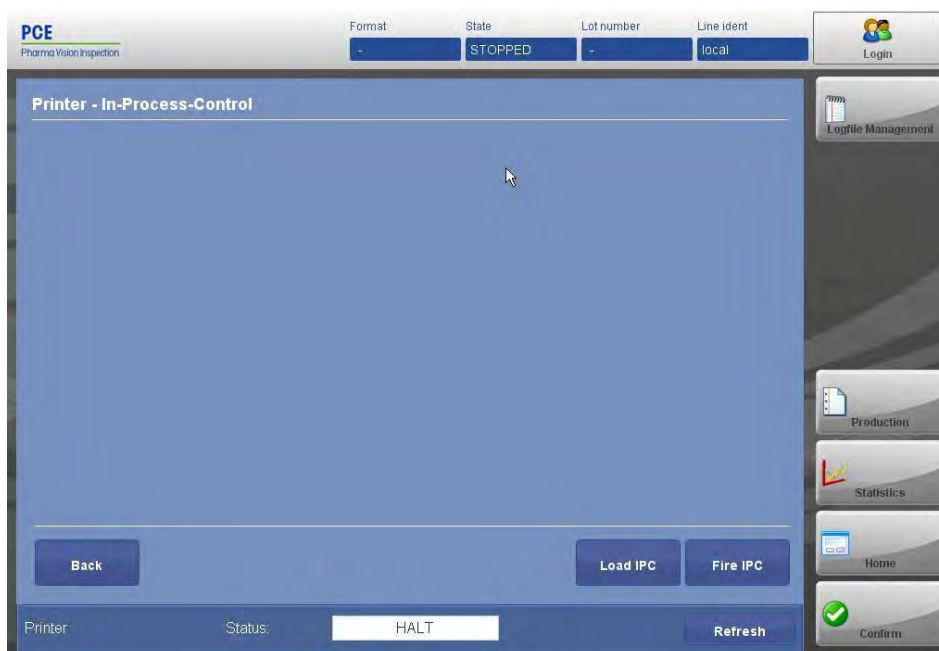 PCE
Pharma Vision Inspection
Format
State
Lot number
Line ident
-
STOPPED
-
local
Login
Printer - In-Process-Control
Logfile Management
Production
Statistics
Home
Confirm
Back
Load IPC
Fire IPC
Printer
Status:
HALT
Refresh